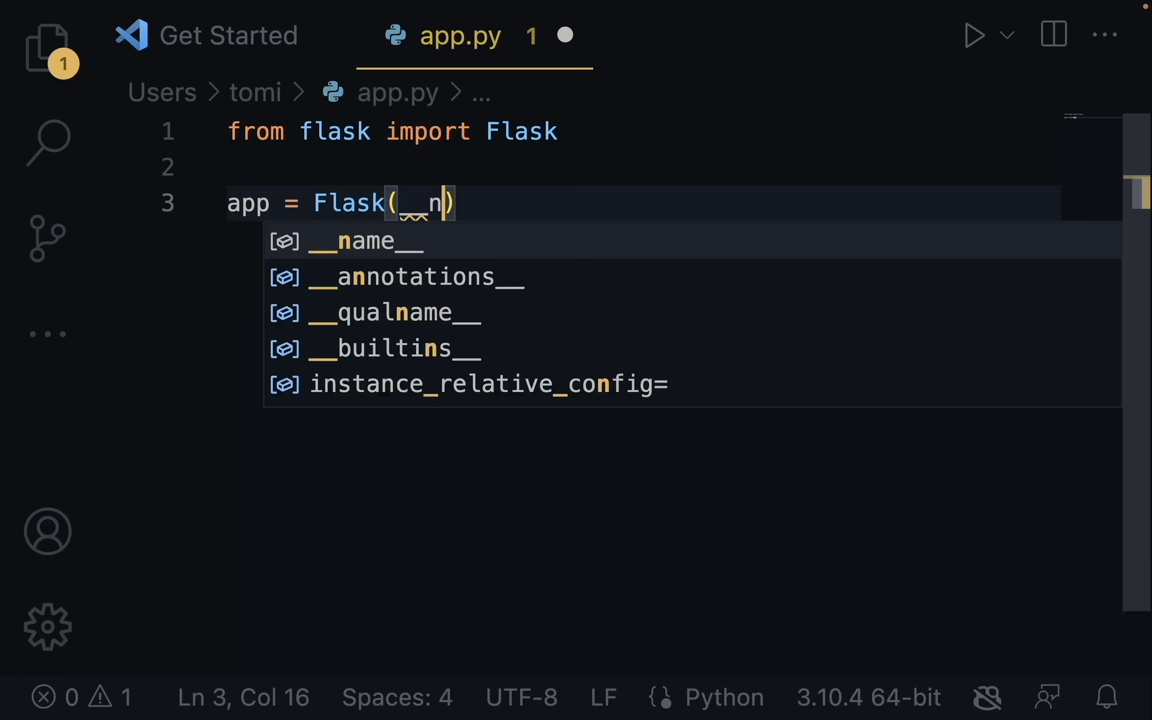 Get Started
app.py 1
1
Users > tomi > app.py > ...
1 from flask import Flask
2
3 app = Flask(__n)
__name__
__annotations__
__qualname__
__builtins__
instance_relative_config=
0 1 Ln 3, Col 16 Spaces: 4 UTF-8 LF {} Python 3.10.4 64-bit